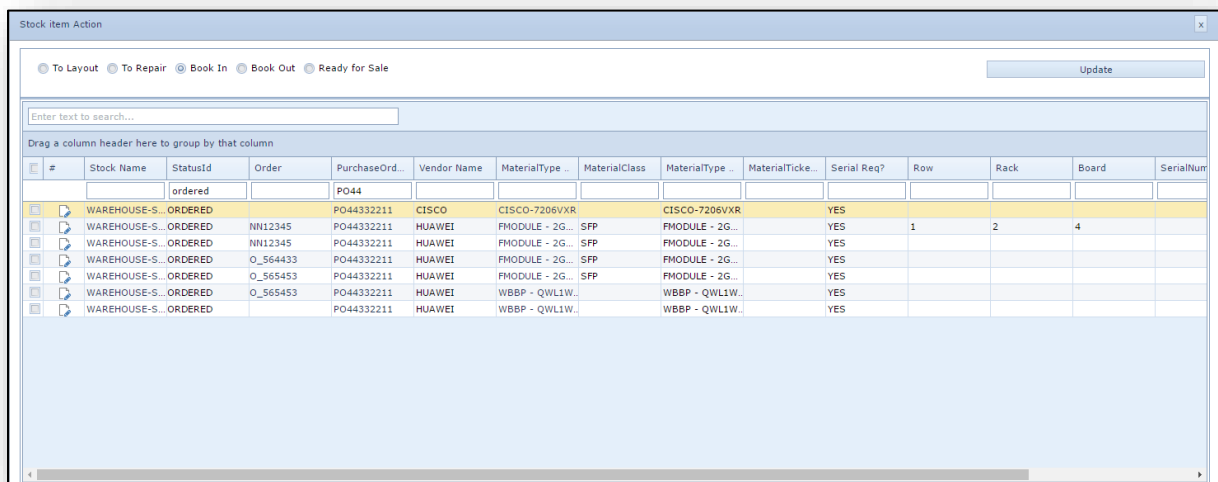 Stock item Action x
To Layout To Repair Book In Book Out Ready for Sale Update
Enter text to search...
Drag a column header here to group by that column
# Stock Name StatusId Order PurchaseOrd... Vendor Name MaterialType .. MaterialClass MaterialType .. MaterialTicke... Serial Req? Row Rack Board SerialNum
ordered PO44
WAREHOUSE-S... ORDERED PO44332211 CISCO CISCO-7206VXR CISCO-7206VXR YES
WAREHOUSE-S... ORDERED NN12345 PO44332211 HUAWEI FMODULE - 2G... SFP FMODULE - 2G... YES 1 2 4
WAREHOUSE-S... ORDERED NN12345 PO44332211 HUAWEI FMODULE - 2G... SFP FMODULE - 2G... YES
WAREHOUSE-S... ORDERED O_564433 PO44332211 HUAWEI FMODULE - 2G... SFP FMODULE - 2G... YES
WAREHOUSE-S... ORDERED O_565453 PO44332211 HUAWEI FMODULE - 2G... SFP FMODULE - 2G... YES
WAREHOUSE-S... ORDERED O_565453 PO44332211 HUAWEI WBBP - QWL1W.. WBBP - QWL1W.. YES
WAREHOUSE-S... ORDERED PO44332211 HUAWEI WBBP - QWL1W.. WBBP - QWL1W.. YES